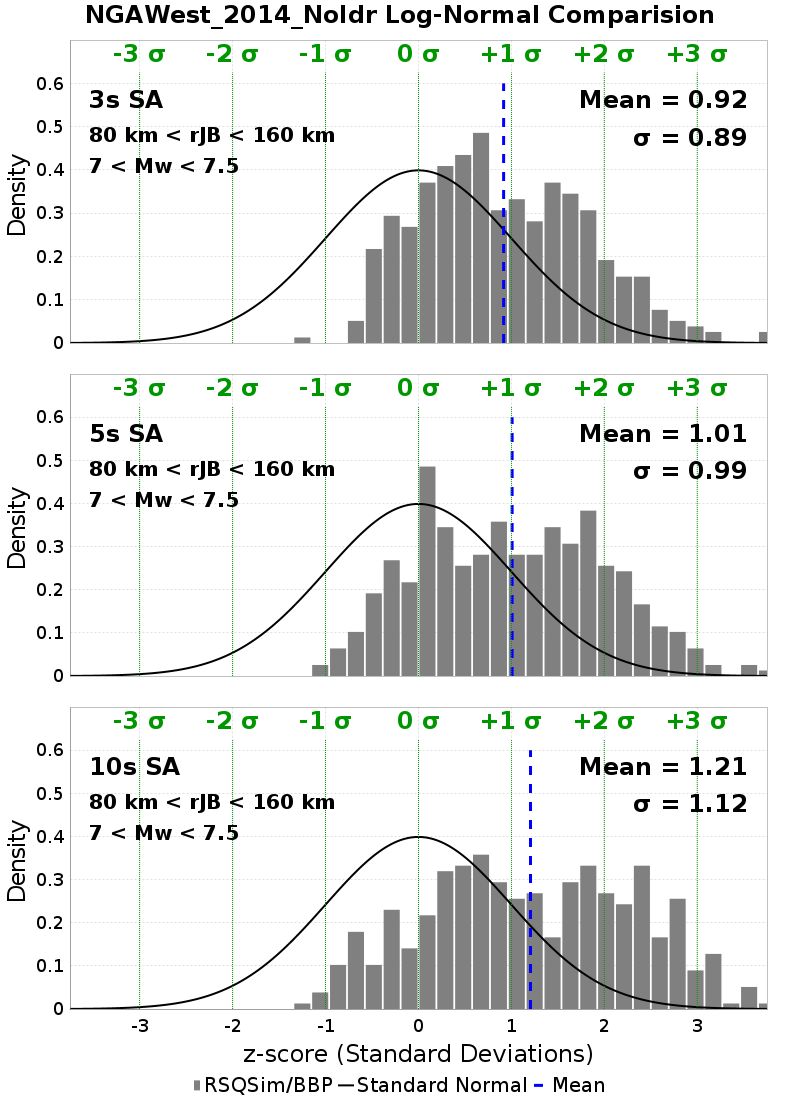 NGAWest_2014_NoIdr Log-Normal Comparision
-3 σ -2 σ -1 σ 0 σ +1 σ +2 σ +3 σ
0.6
3s SA Mean = 0.92
0.5
80 km < rJB < 160 km σ = 0.89
0.4
7 < Mw < 7.5
Density
0.3
0.2
0.1
0
-3 σ -2 σ -1 σ 0 σ +1 σ +2 σ +3 σ
0.6
5s SA Mean = 1.01
0.5
80 km < rJB < 160 km σ = 0.99
0.4
7 < Mw < 7.5
Density
0.3
0.2
0.1
0
-3 σ -2 σ -1 σ 0 σ +1 σ +2 σ +3 σ
0.6
10s SA Mean = 1.21
0.5
80 km < rJB < 160 km σ = 1.12
0.4
7 < Mw < 7.5
Density
0.3
0.2
0.1
0
-3 -2 -1 0 1 2 3
z-score (Standard Deviations)
RSQSim/BBP Standard Normal Mean